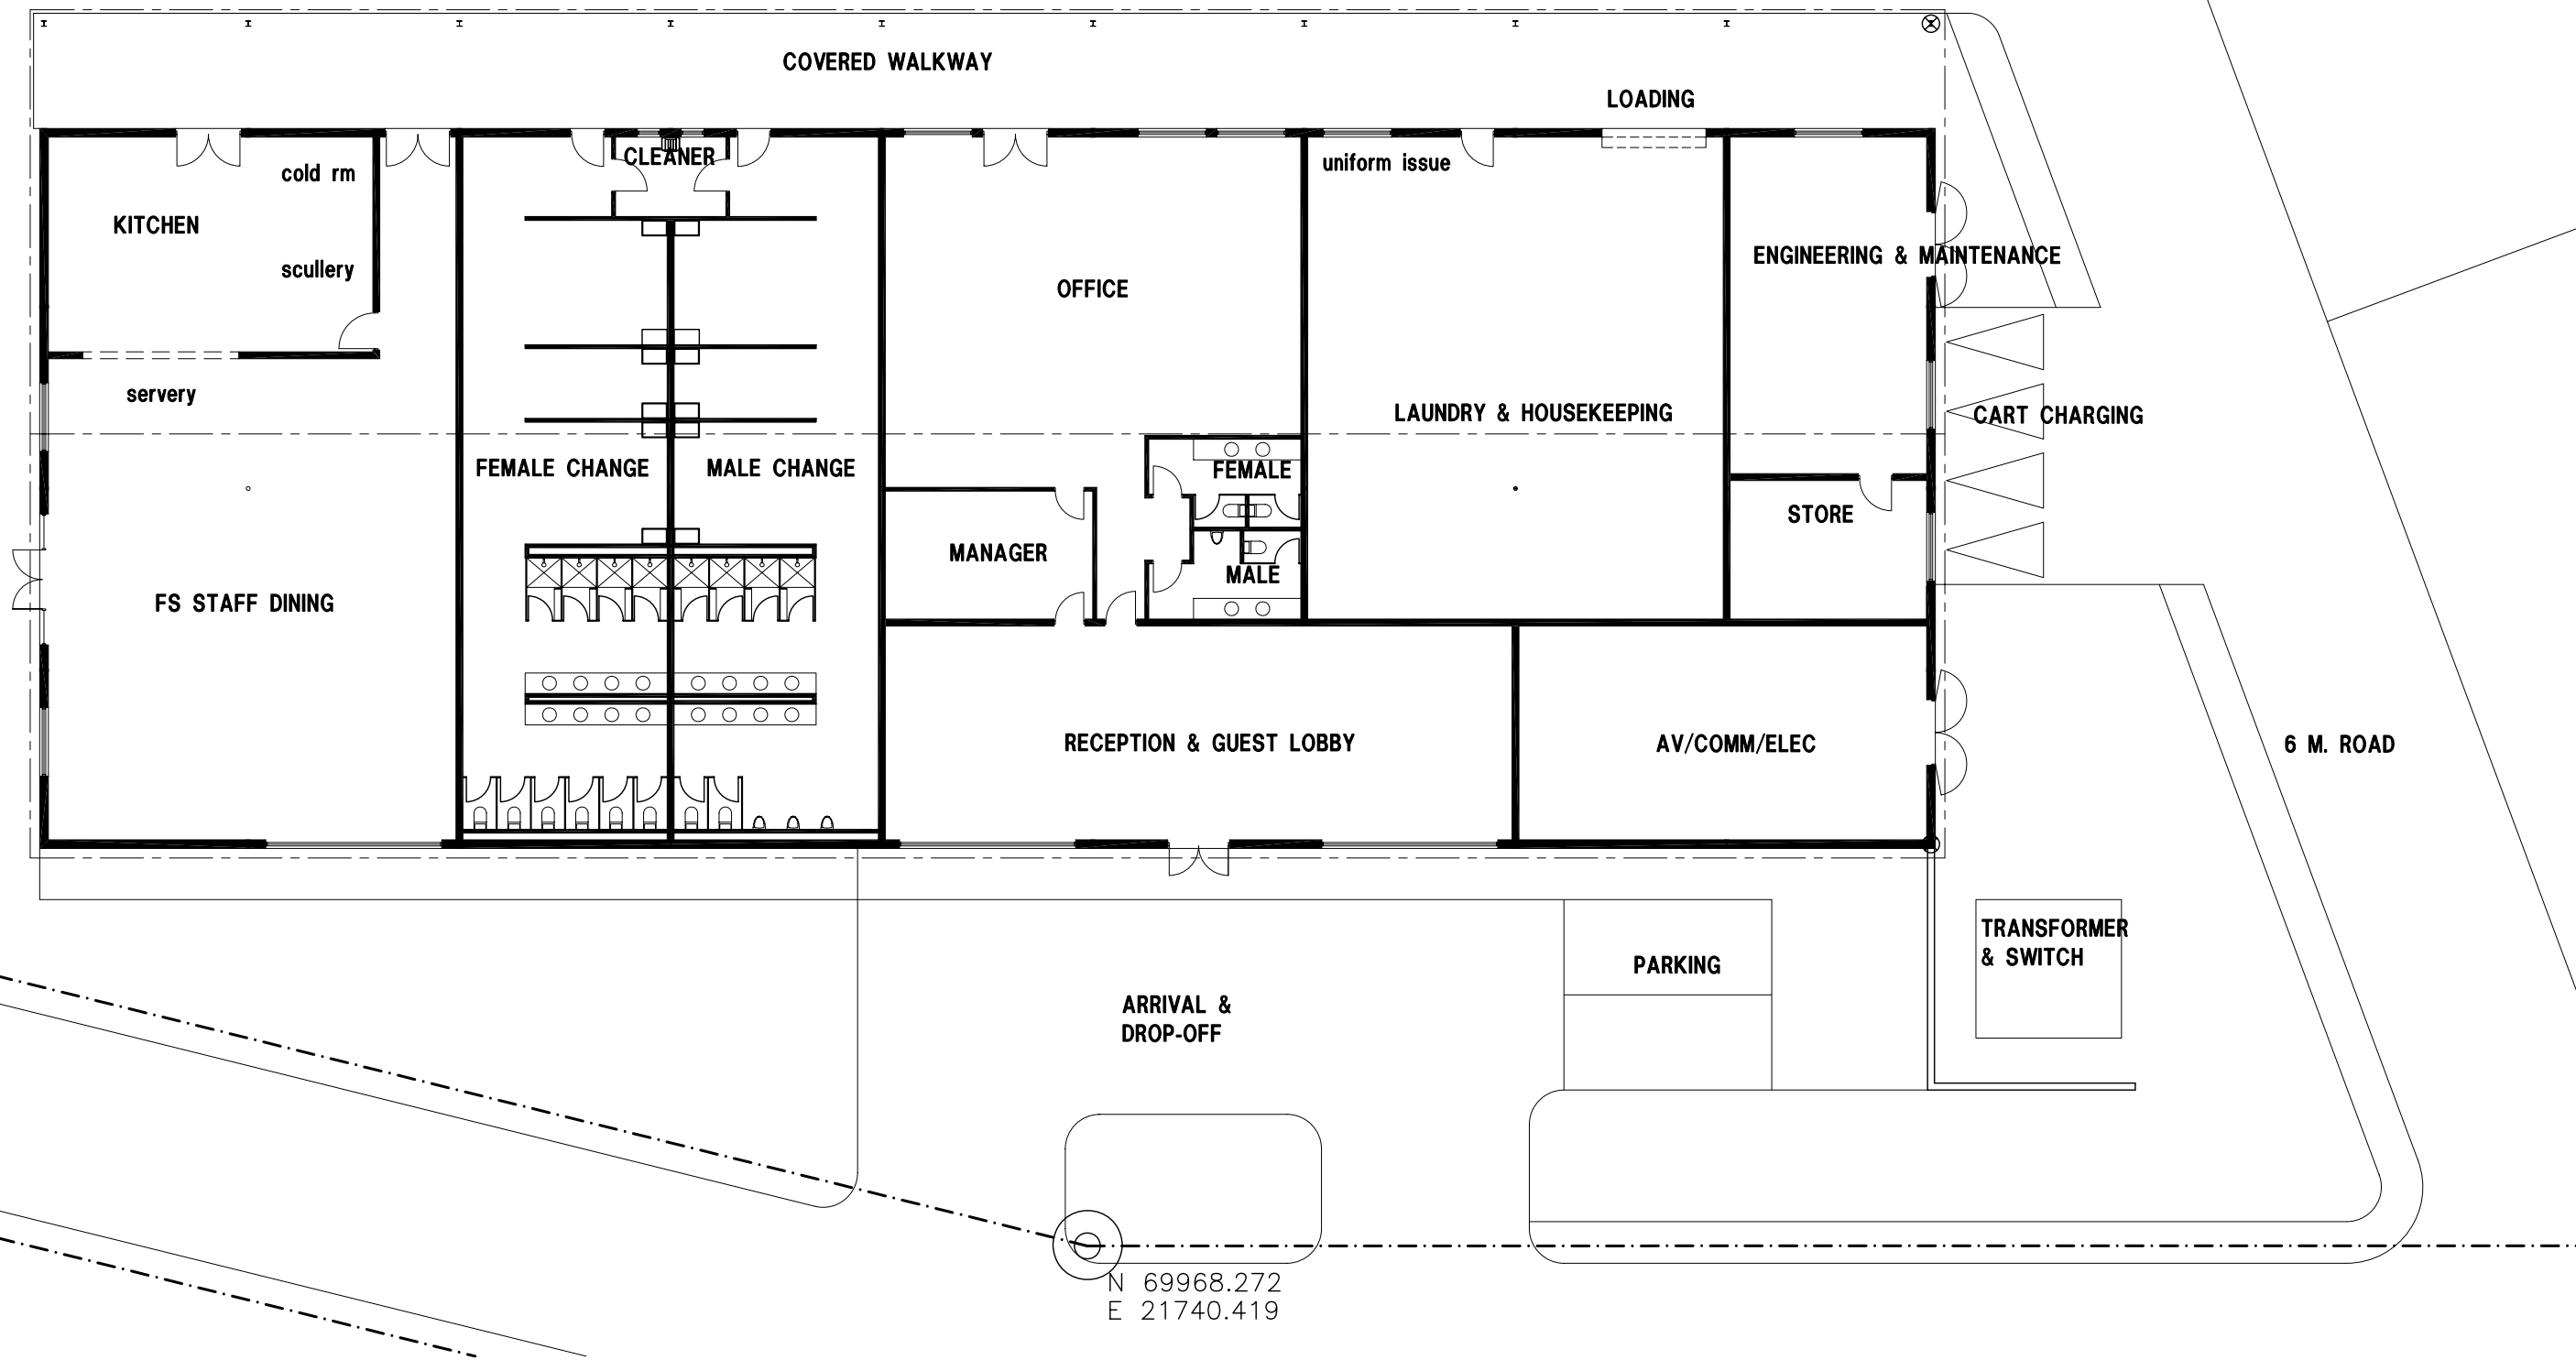 COVERED WALKWAY
LOADING
CLEANER
uniform issue
cold rm
KITCHEN
scullery
ENGINEERING & MAINTENANCE
OFFICE
servery
LAUNDRY & HOUSEKEEPING
CART CHARGING
FEMALE CHANGE
MALE CHANGE
FEMALE
STORE
MANAGER
MALE
FS STAFF DINING
RECEPTION & GUEST LOBBY
AV/COMM/ELEC
6 M. ROAD
TRANSFORMER
& SWITCH
PARKING
ARRIVAL &
DROP-OFF
N 69968.272
E 21740.419